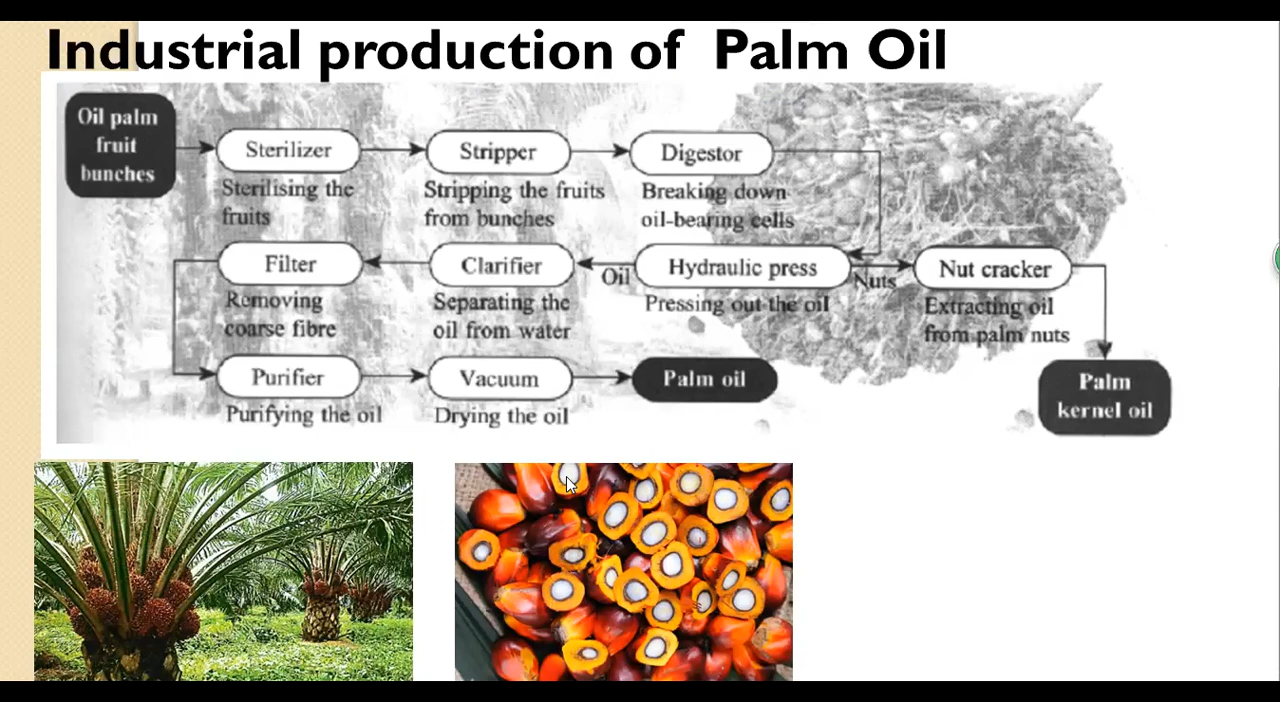 Industrial production of Palm Oil
Oil palm
fruit
bunches
Sterilizer
Sterilising the
fruits
Stripper
Stripping the fruits
from bunches
Digestor
Breaking down
oil-bearing cells
Filter
Removing
coarse fibre
Clarifier
Separating the
oil from water
Oil
Hydraulic press
Pressing out the oil
Nuts
Nut cracker
Extracting oil
from palm nuts
Purifier
Purifying the oil
Vacuum
Drying the oil
Palm oil
Palm
kernel oil